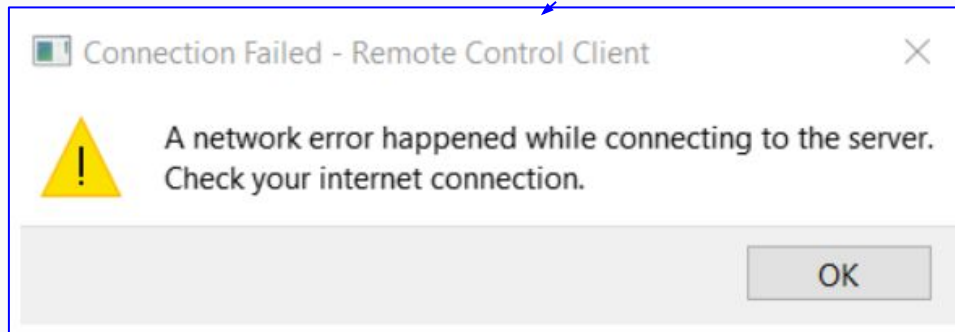 Connection Failed - Remote Control Client
A network error happened while connecting to the server.
Check your internet connection.
OK